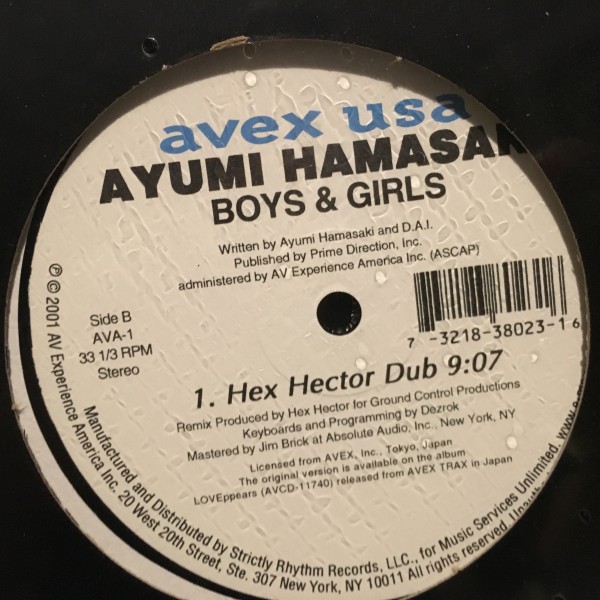 avex usa
AYUMI HAMASAK
BOYS & GIRLS
Written by Ayumi Hamasaki and D.A.I.
Published by Prime Direction, Inc.
administered by AV Experience America Inc. (ASCAP)
7 -3218-38023-1 6
Side B
AVA-1
33 1/3 RPM
Stereo
1. Hex Hector Dub 9:07
Remix Produced by Hex Hector for Ground Control Productions
Keyboards and Programming by Dezrok
Mastered by Jim Brick at Absolute Audio, Inc., New York, NY
Licensed from AVEX, Inc., Tokyo, Japan
The original version is available on the album
LOVEppears (AVCD-11740) released from AVEX TRAX in Japan
℗ © 2001 AV Experience America Inc. 20 West 20th Street, Ste. 307 New York, NY 10011 All rights reserved.
Manufactured and Distributed by Strictly Rhythm Records, LLC., for Music Services Unlimited.